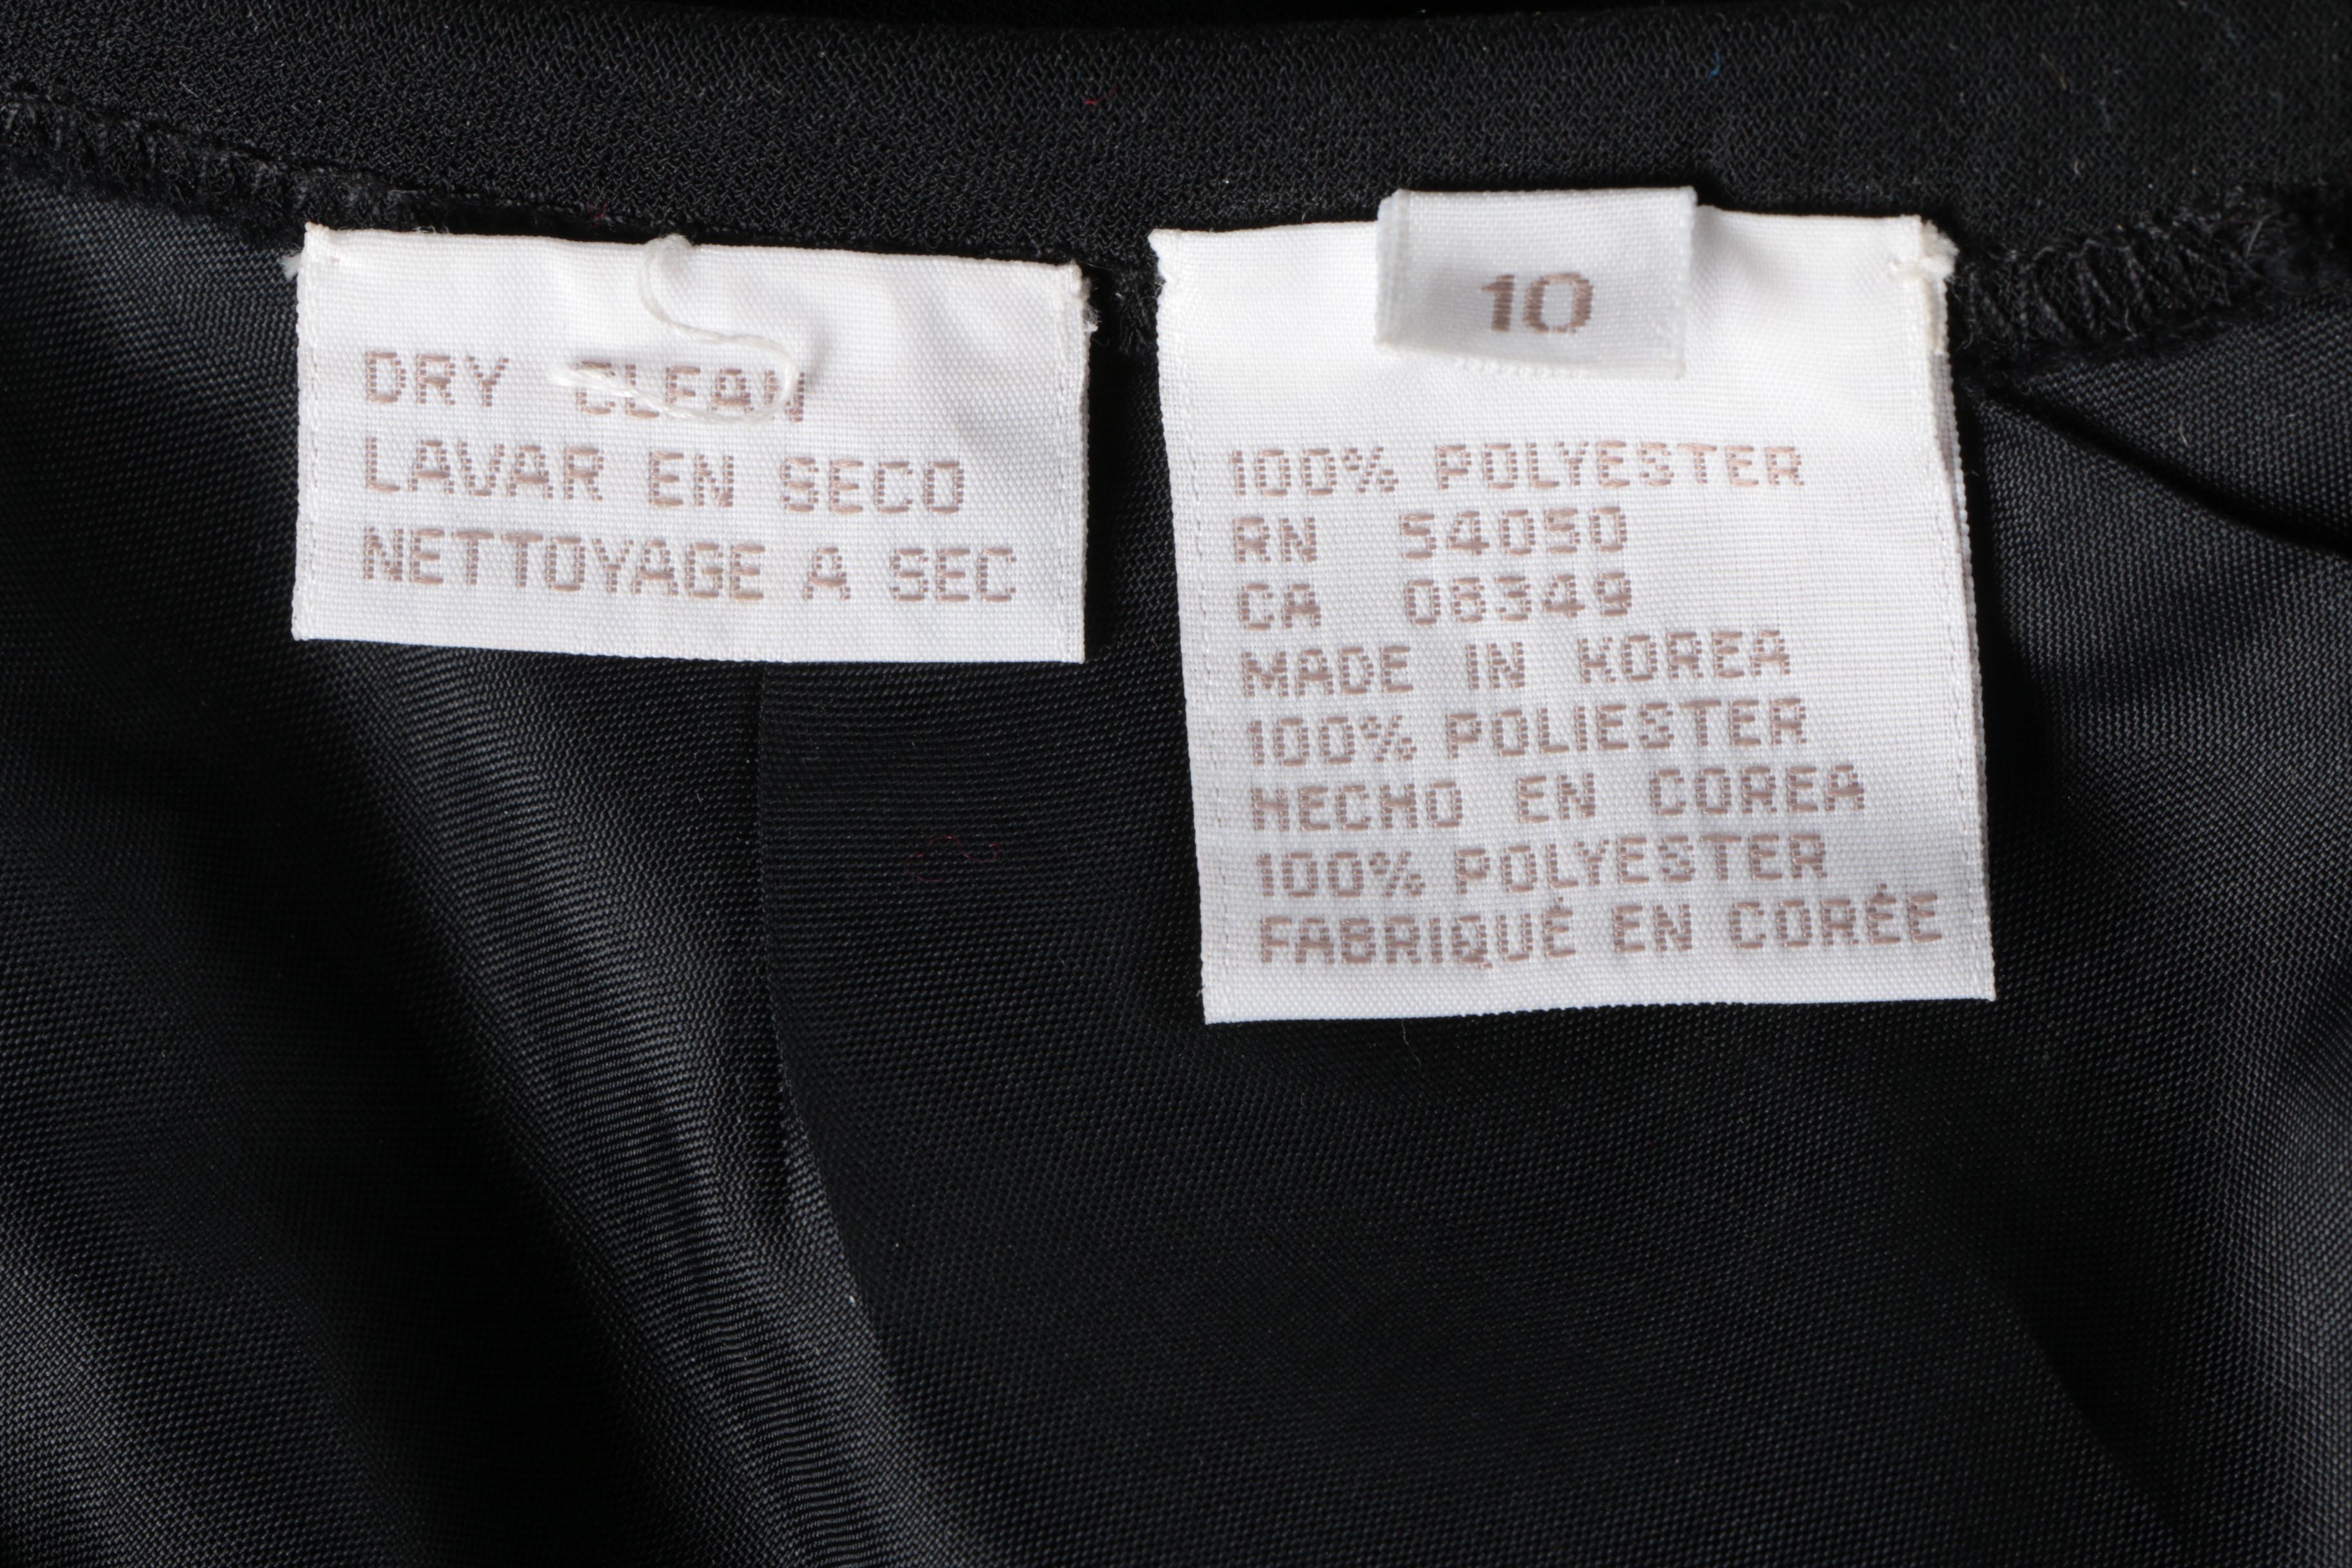 DRY CLEAN
LAVAR EN SECO
NETTOYAGE A SEC
10
100% POLYESTER
RN 54050
CA 08349
MADE IN KOREA
100% POLIESTER
HECHO EN COREA
100% POLYESTER
FABRIQUÉ EN CORÉE